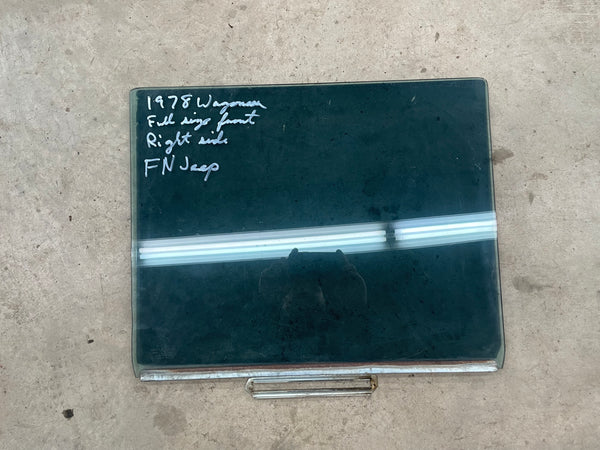 1978 Wagoneer
Full size front
Right side
FN Jeep